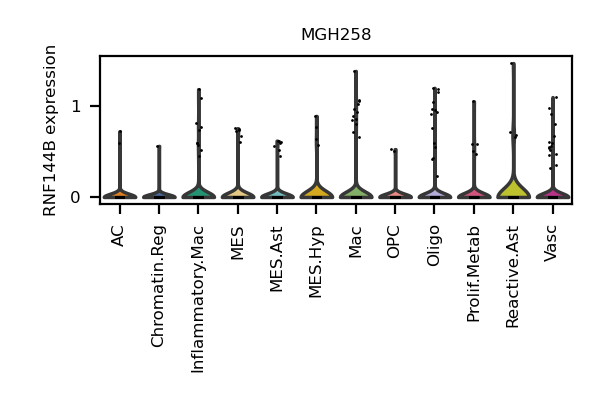 MGH258
RNF144B expression
1
0
AC
Chromatin.Reg
Inflammatory.Mac
MES
MES.Ast
MES.Hyp
Mac
OPC
Oligo
Prolif.Metab
Reactive.Ast
Vasc